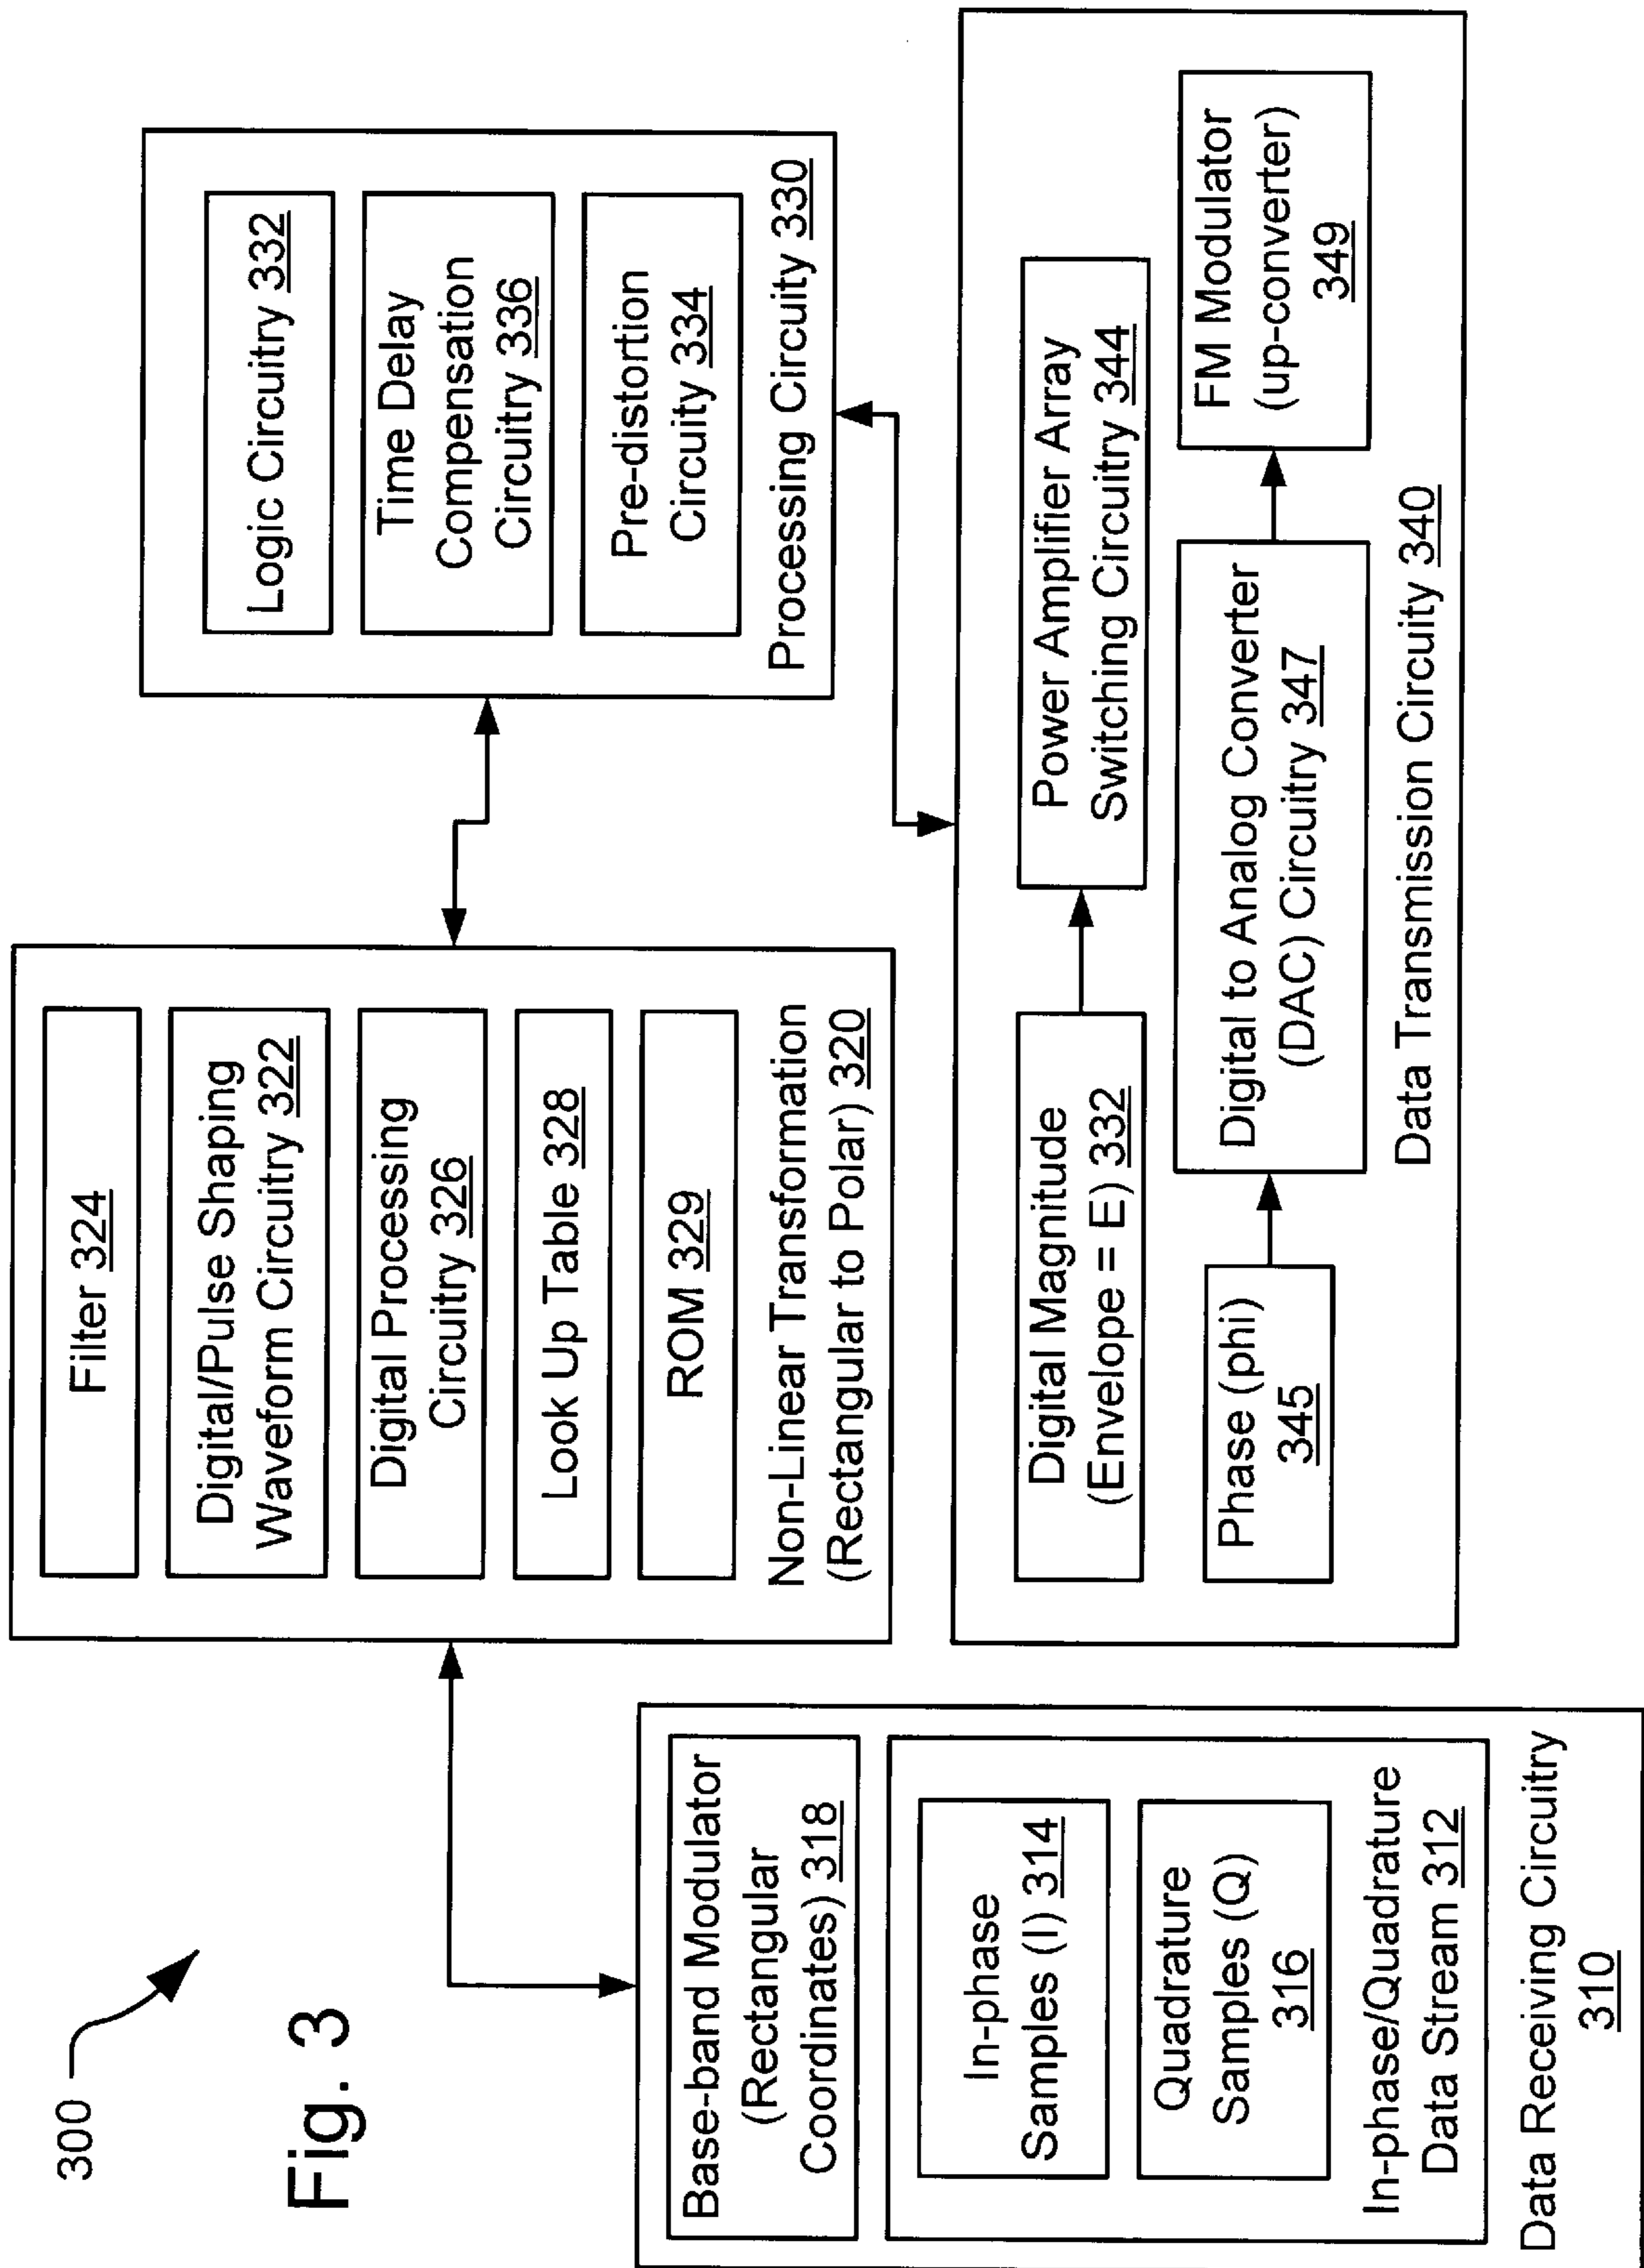 300
Fig. 3
Filter 324
Digital/Pulse Shaping
Waveform Circuitry 322
Digital Processing
Circuitry 326
Look Up Table 328
ROM 329
Non-Linear Transformation
(Rectangular to Polar) 320
Logic Circuitry 332
Time Delay
Compensation
Circuitry 336
Pre-distortion
Circuity 334
Processing Circuity 330
Base-band Modulator
(Rectangular
Coordinates) 318
In-phase
Samples (I) 314
Quadrature
Samples (Q)
316
In-phase/Quadrature
Data Stream 312
Data Receiving Circuitry
310
Digital Magnitude
(Envelope = E) 332
Power Amplifier Array
Switching Circuitry 344
Phase (phi)
345
Digital to Analog Converter
(DAC) Circuitry 347
FM Modulator
(up-converter)
349
Data Transmission Circuity 340